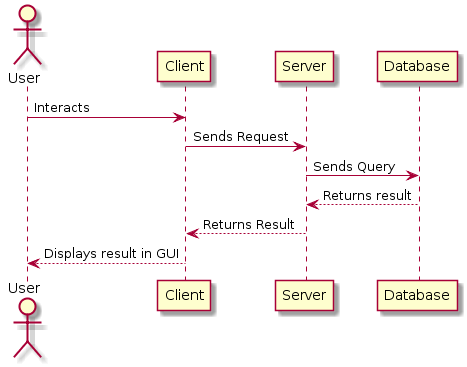 User
Client
Server
Database
Interacts
Sends Request
Sends Query
Returns result
Returns Result
Displays result in GUI
User
Client
Server
Database